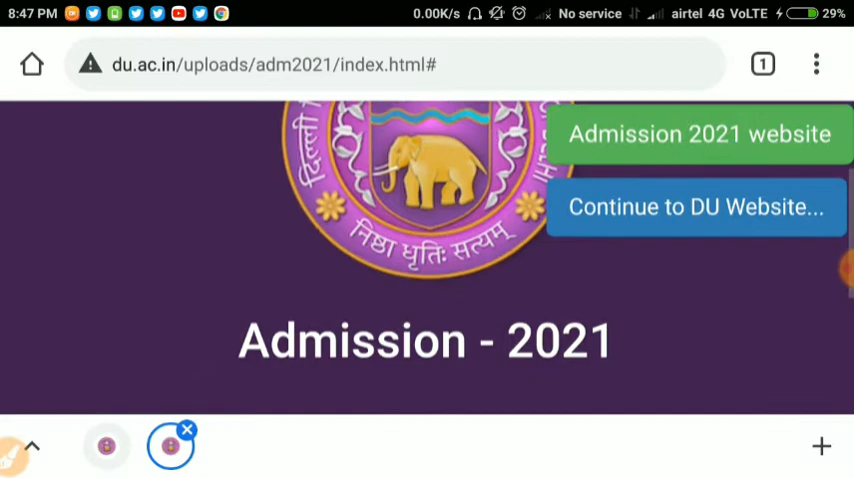 8:47 PM
0.00K/s
No service
airtel 4G VoLTE
29%
du.ac.in/uploads/adm2021/index.html#
1
Admission 2021 website
Continue to DU Website...
निष्ठा धृतिः सत्यम्
Admission - 2021